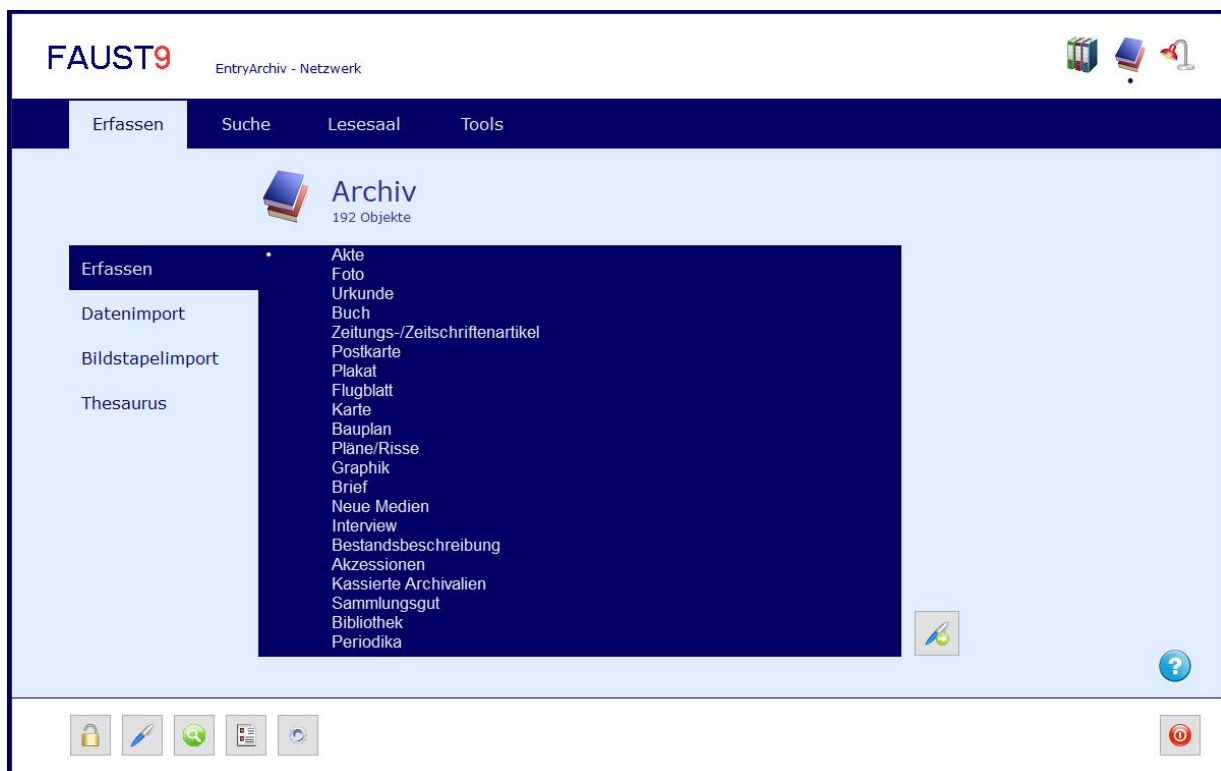 FAUST9
EntryArchiv - Netzwerk
Erfassen Suche Lesesaal Tools
Archiv
192 Objekte
Erfassen
Datenimport
Bildstapelimport
Thesaurus
• Akte
Foto
Urkunde
Buch
Zeitungs-/Zeitschriftenartikel
Postkarte
Plakat
Flugblatt
Karte
Bauplan
Pläne/Risse
Graphik
Brief
Neue Medien
Interview
Bestandsbeschreibung
Akzessionen
Kassierte Archivalien
Sammlungsgut
Bibliothek
Periodika
?